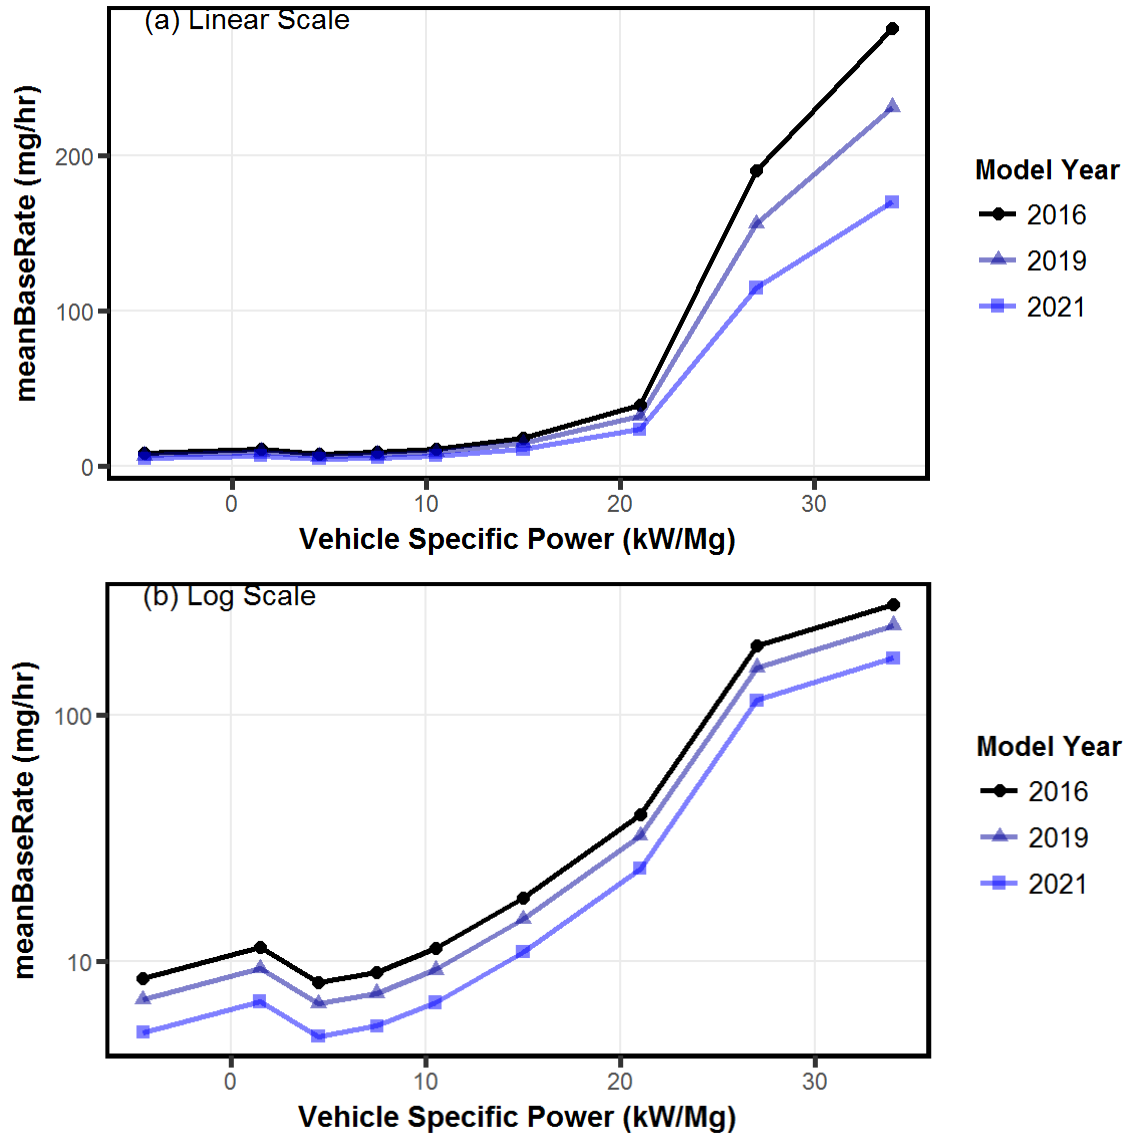 (a) Linear Scale
meanBaseRate (mg/hr)
200
100
0
0 10 20 30
Vehicle Specific Power (kW/Mg)
Model Year
2016
2019
2021
(b) Log Scale
meanBaseRate (mg/hr)
100
10
0 10 20 30
Vehicle Specific Power (kW/Mg)
Model Year
2016
2019
2021